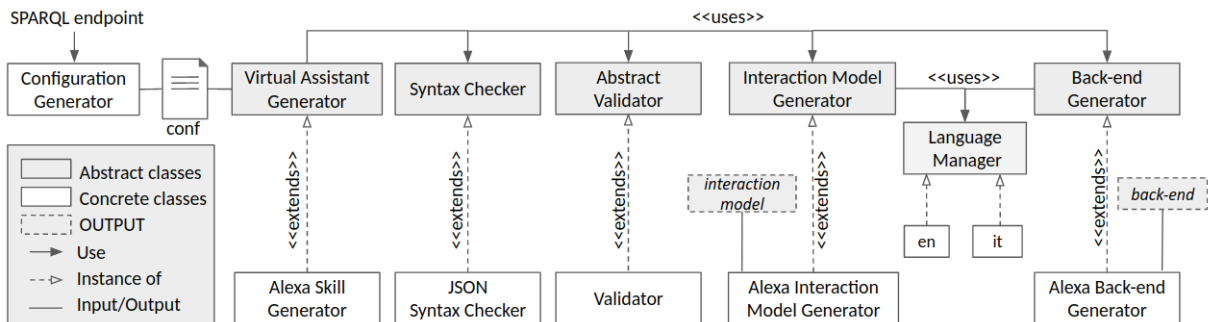 SPARQL endpoint
<<uses>>
Configuration
Generator
conf
Virtual Assistant
Generator
Syntax Checker
Abstract
Validator
Interaction Model
Generator
<<uses>>
Back-end
Generator
Language
Manager
Abstract classes
Concrete classes
OUTPUT
Use
Instance of
Input/Output
<<extends>>
<<extends>>
<<extends>>
<<extends>>
<<extends>>
interaction
model
en
it
back-end
Alexa Skill
Generator
JSON
Syntax Checker
Validator
Alexa Interaction
Model Generator
Alexa Back-end
Generator